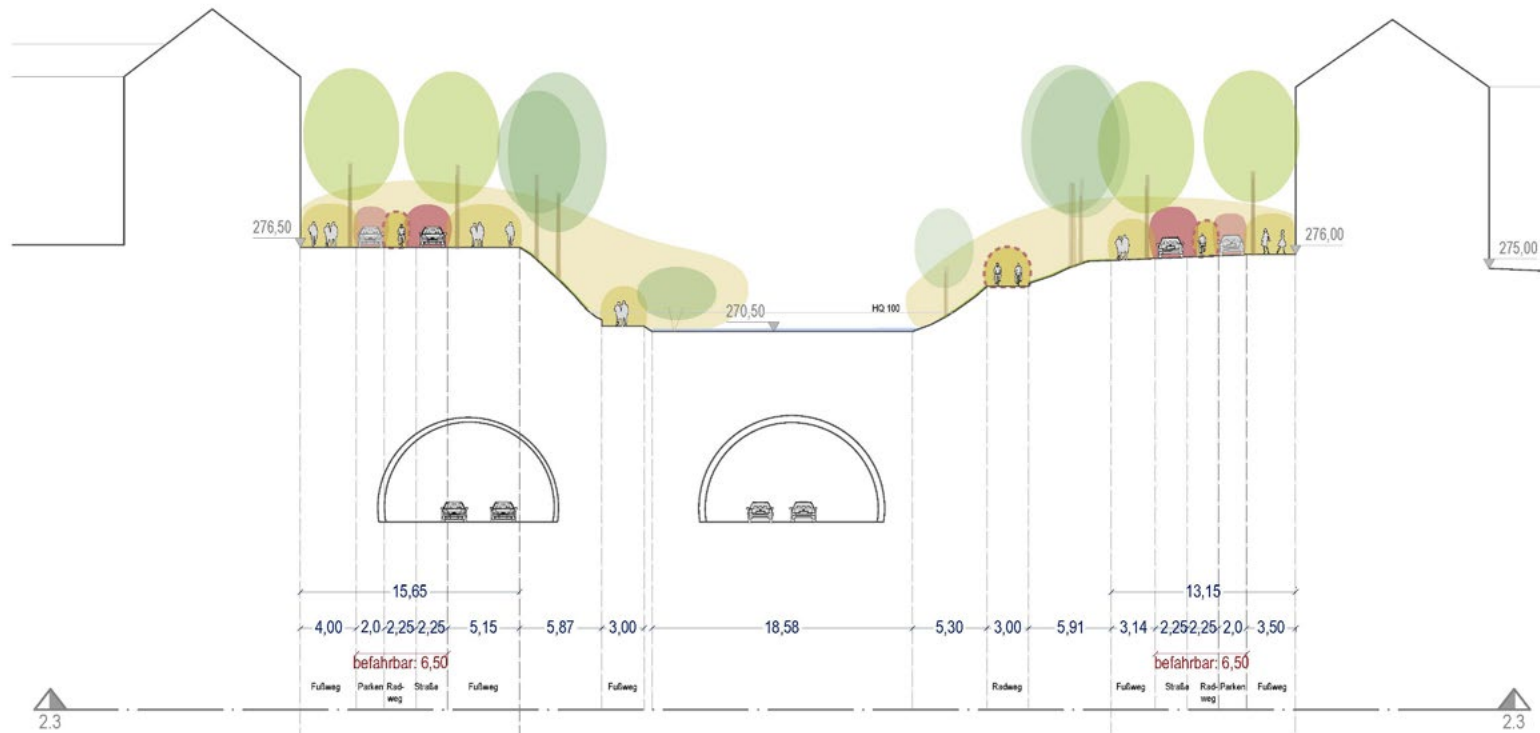 276,50
276,00
275,00
270,50
HQ 100
15,65
13,15
4,00 2,0 2,25 2,25 5,15 5,87 3,00 18,58 5,30 3,00 5,91 3,14 2,25 2,25 2,0 3,50
befahrbar: 6,50
befahrbar: 6,50
Fußweg Parken Rad- Straße Fußweg Fußweg Radweg Fußweg Straße Rad- Parken Fußweg
weg weg
2.3 2.3